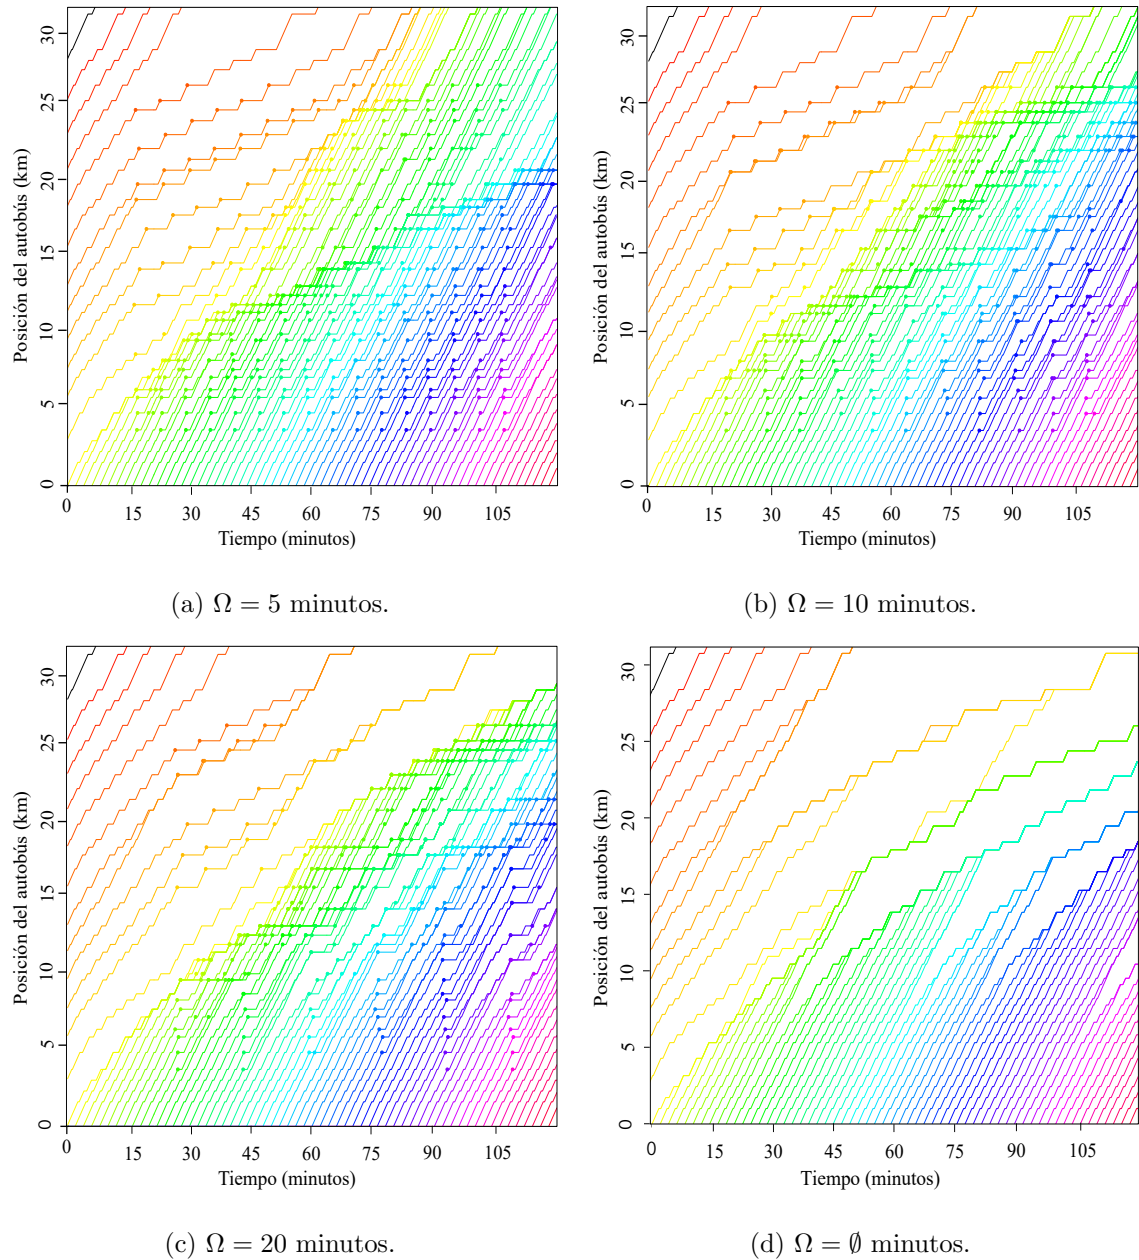 30
25
20
15
10
5
0
Posición del autobús (km)
0 15 30 45 60 75 90 105
Tiempo (minutos)
(a) Ω = 5 minutos.
30
25
20
15
10
5
0
Posición del autobús (km)
0 15 30 45 60 75 90 105
Tiempo (minutos)
(b) Ω = 10 minutos.
30
25
20
15
10
5
0
Posición del autobús (km)
0 15 30 45 60 75 90 105
Tiempo (minutos)
(c) Ω = 20 minutos.
30
25
20
15
10
5
0
Posición del autobús (km)
0 15 30 45 60 75 90 105
Tiempo (minutos)
(d) Ω = ∅ minutos.